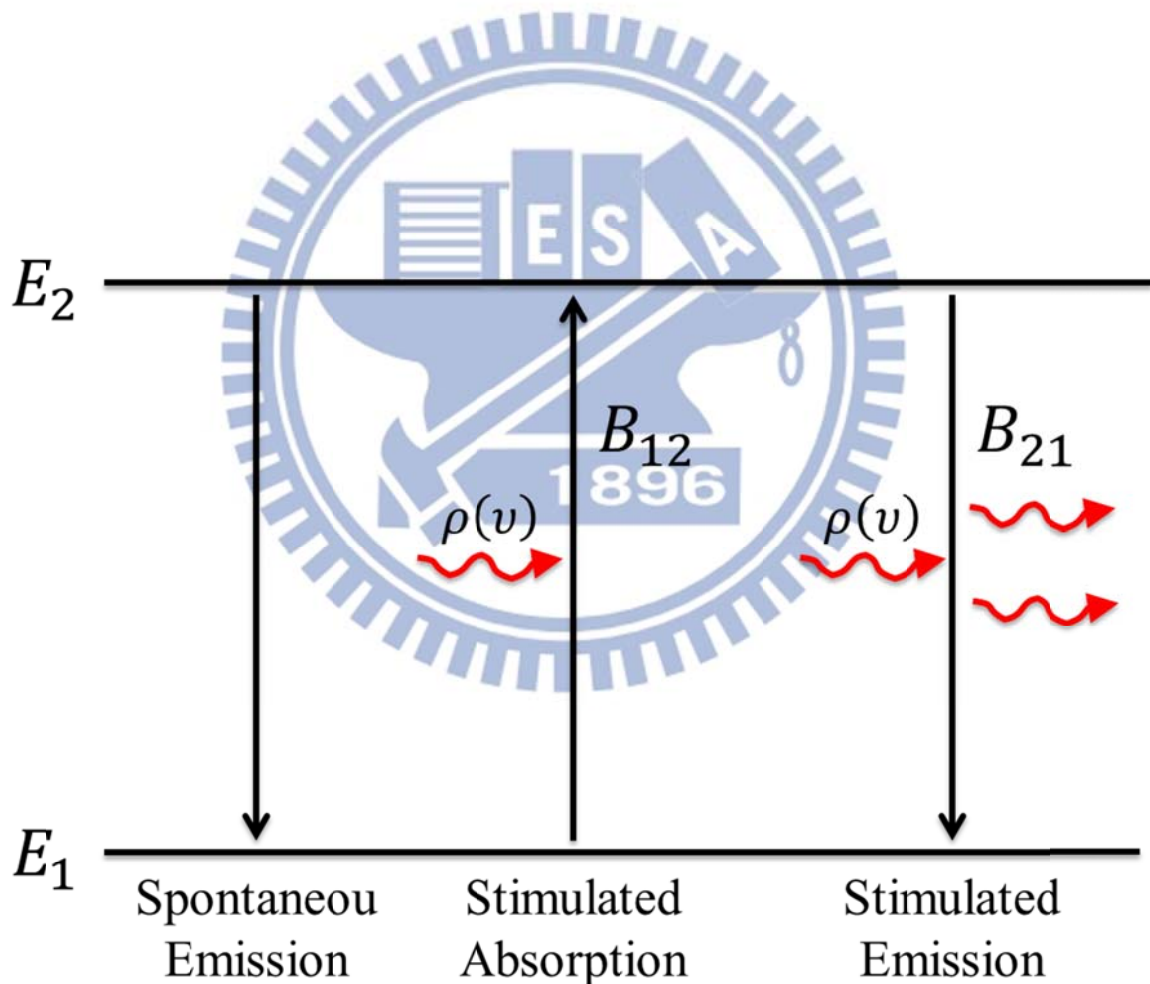 E S A
E₂
B₁₂
B₂₁
1896
ρ(υ)
ρ(υ)
E₁
Spontaneou
Emission
Stimulated
Absorption
Stimulated
Emission